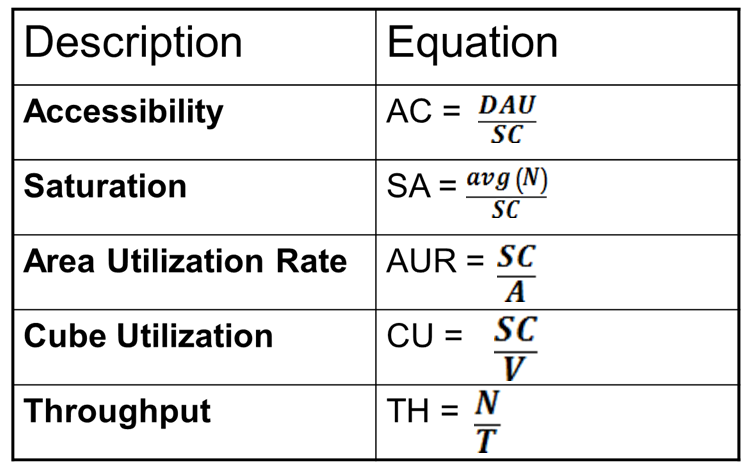 Description Equation
Accessibility AC = DAU/SC
Saturation SA = avg (N)/SC
Area Utilization Rate AUR = SC/A
Cube Utilization CU = SC/V
Throughput TH = N/T